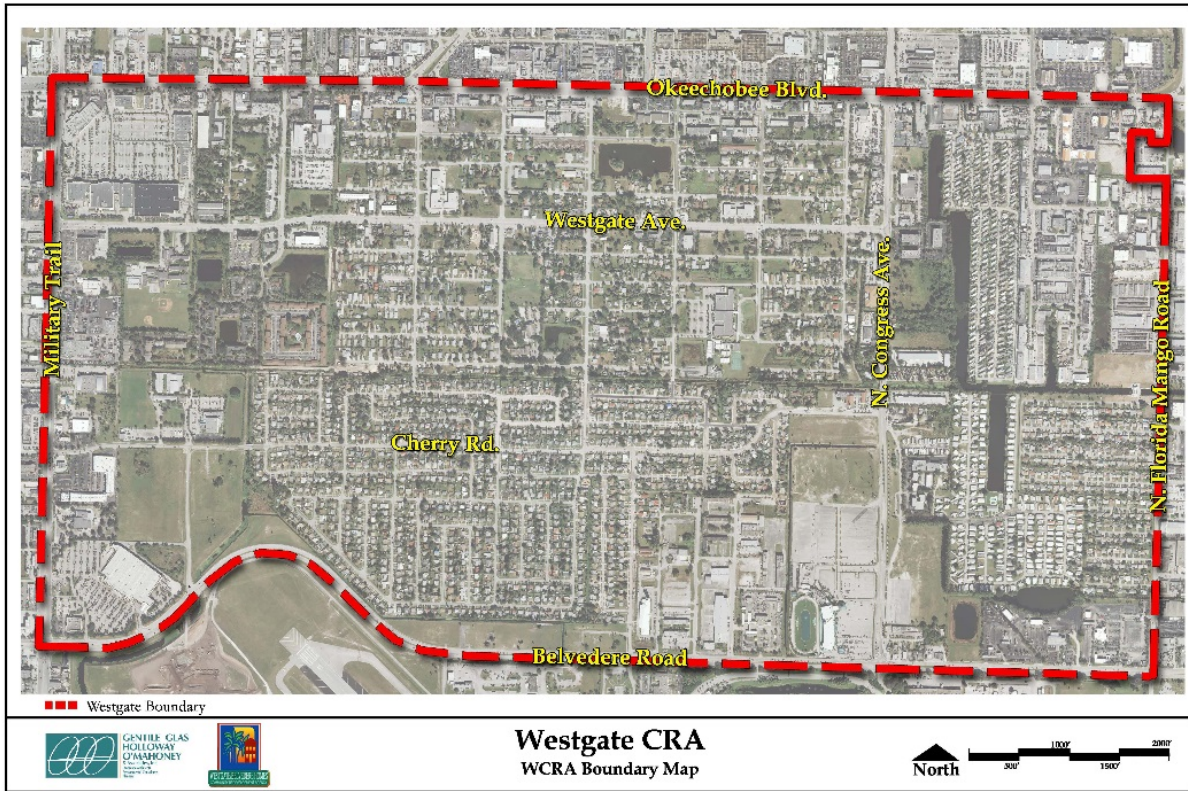 Okeechobee Blvd.
Westgate Ave.
Military Trail
N. Congress Ave.
N. Florida Mango Road
Cherry Rd.
Belvedere Road
Westgate Boundary
GENTILE GLAS
HOLLOWAY
O'MAHONEY
Westgate CRA
WCRA Boundary Map
North
1000'
2000'
500'
1500'